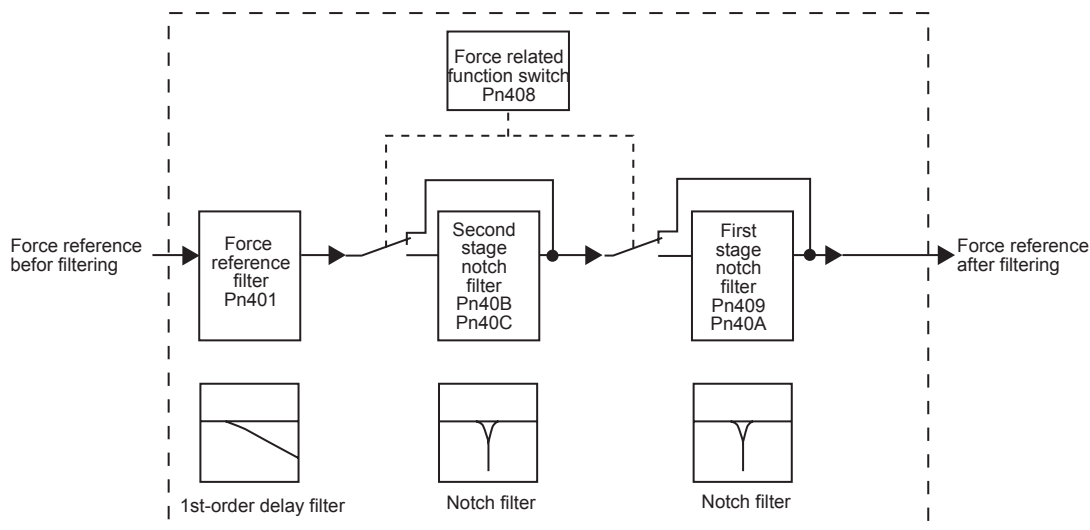 Force related
function switch
Pn408
Force reference
befor filtering
Force
reference
filter
Pn401
Second
stage
notch
filter
Pn40B
Pn40C
First
stage
notch
filter
Pn409
Pn40A
Force reference
after filtering
1st-order delay filter
Notch filter
Notch filter